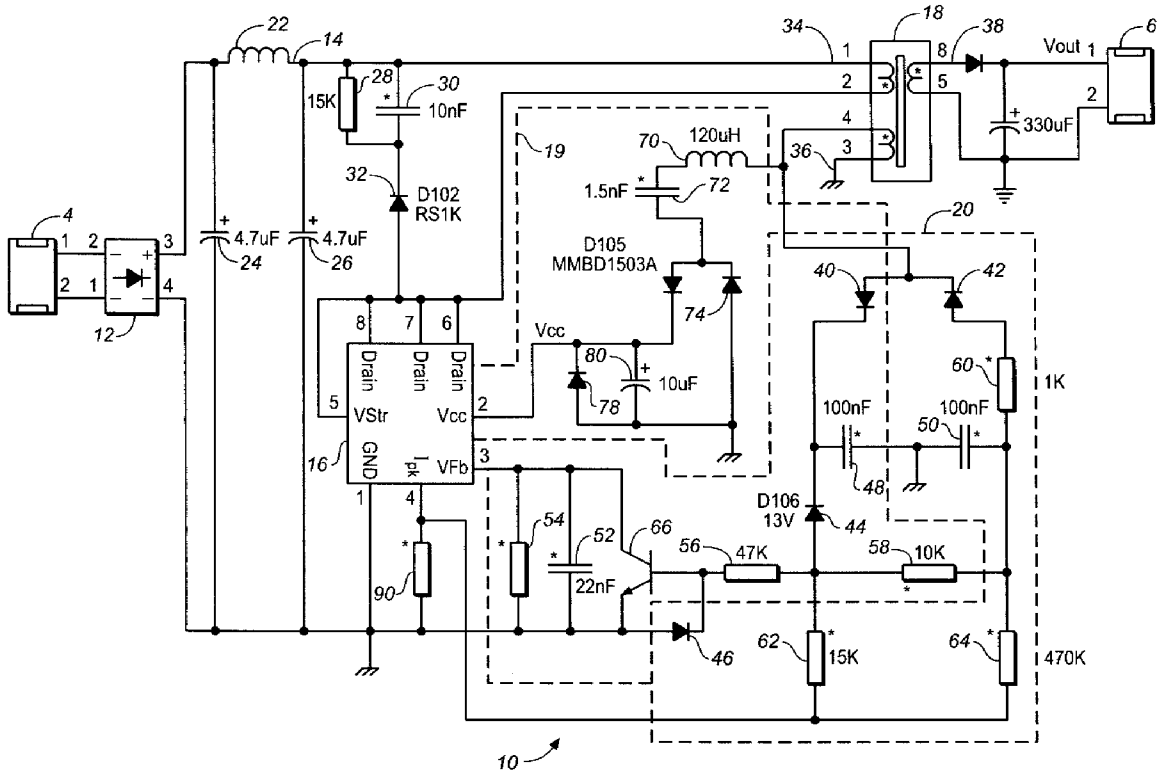 22
14
34
18
38
6
28
30
1
8
Vout
1
15K
*
10nF
2
*
*
5
2
120uH
4
+
330uF
70
*
3
36
19
32
D102
RS1K
1.5nF
*
72
20
4
+
4.7uF
24
+
4.7uF
26
D105
MMBD1503A
40
42
1
2
−
+
3
2
1
−
−
4
74
12
8
7
6
Vcc
Drain
Drain
Drain
80
+
10uF
60
*
1K
5
VStr
Vcc
2
78
100nF
*
100nF
50
*
16
GND
Ipk
VFb
3
48
1
4
D106
13V
44
54
*
52
*
22nF
66
56
47K
58
10K
*
*
90
46
62
*
15K
64
*
470K
10